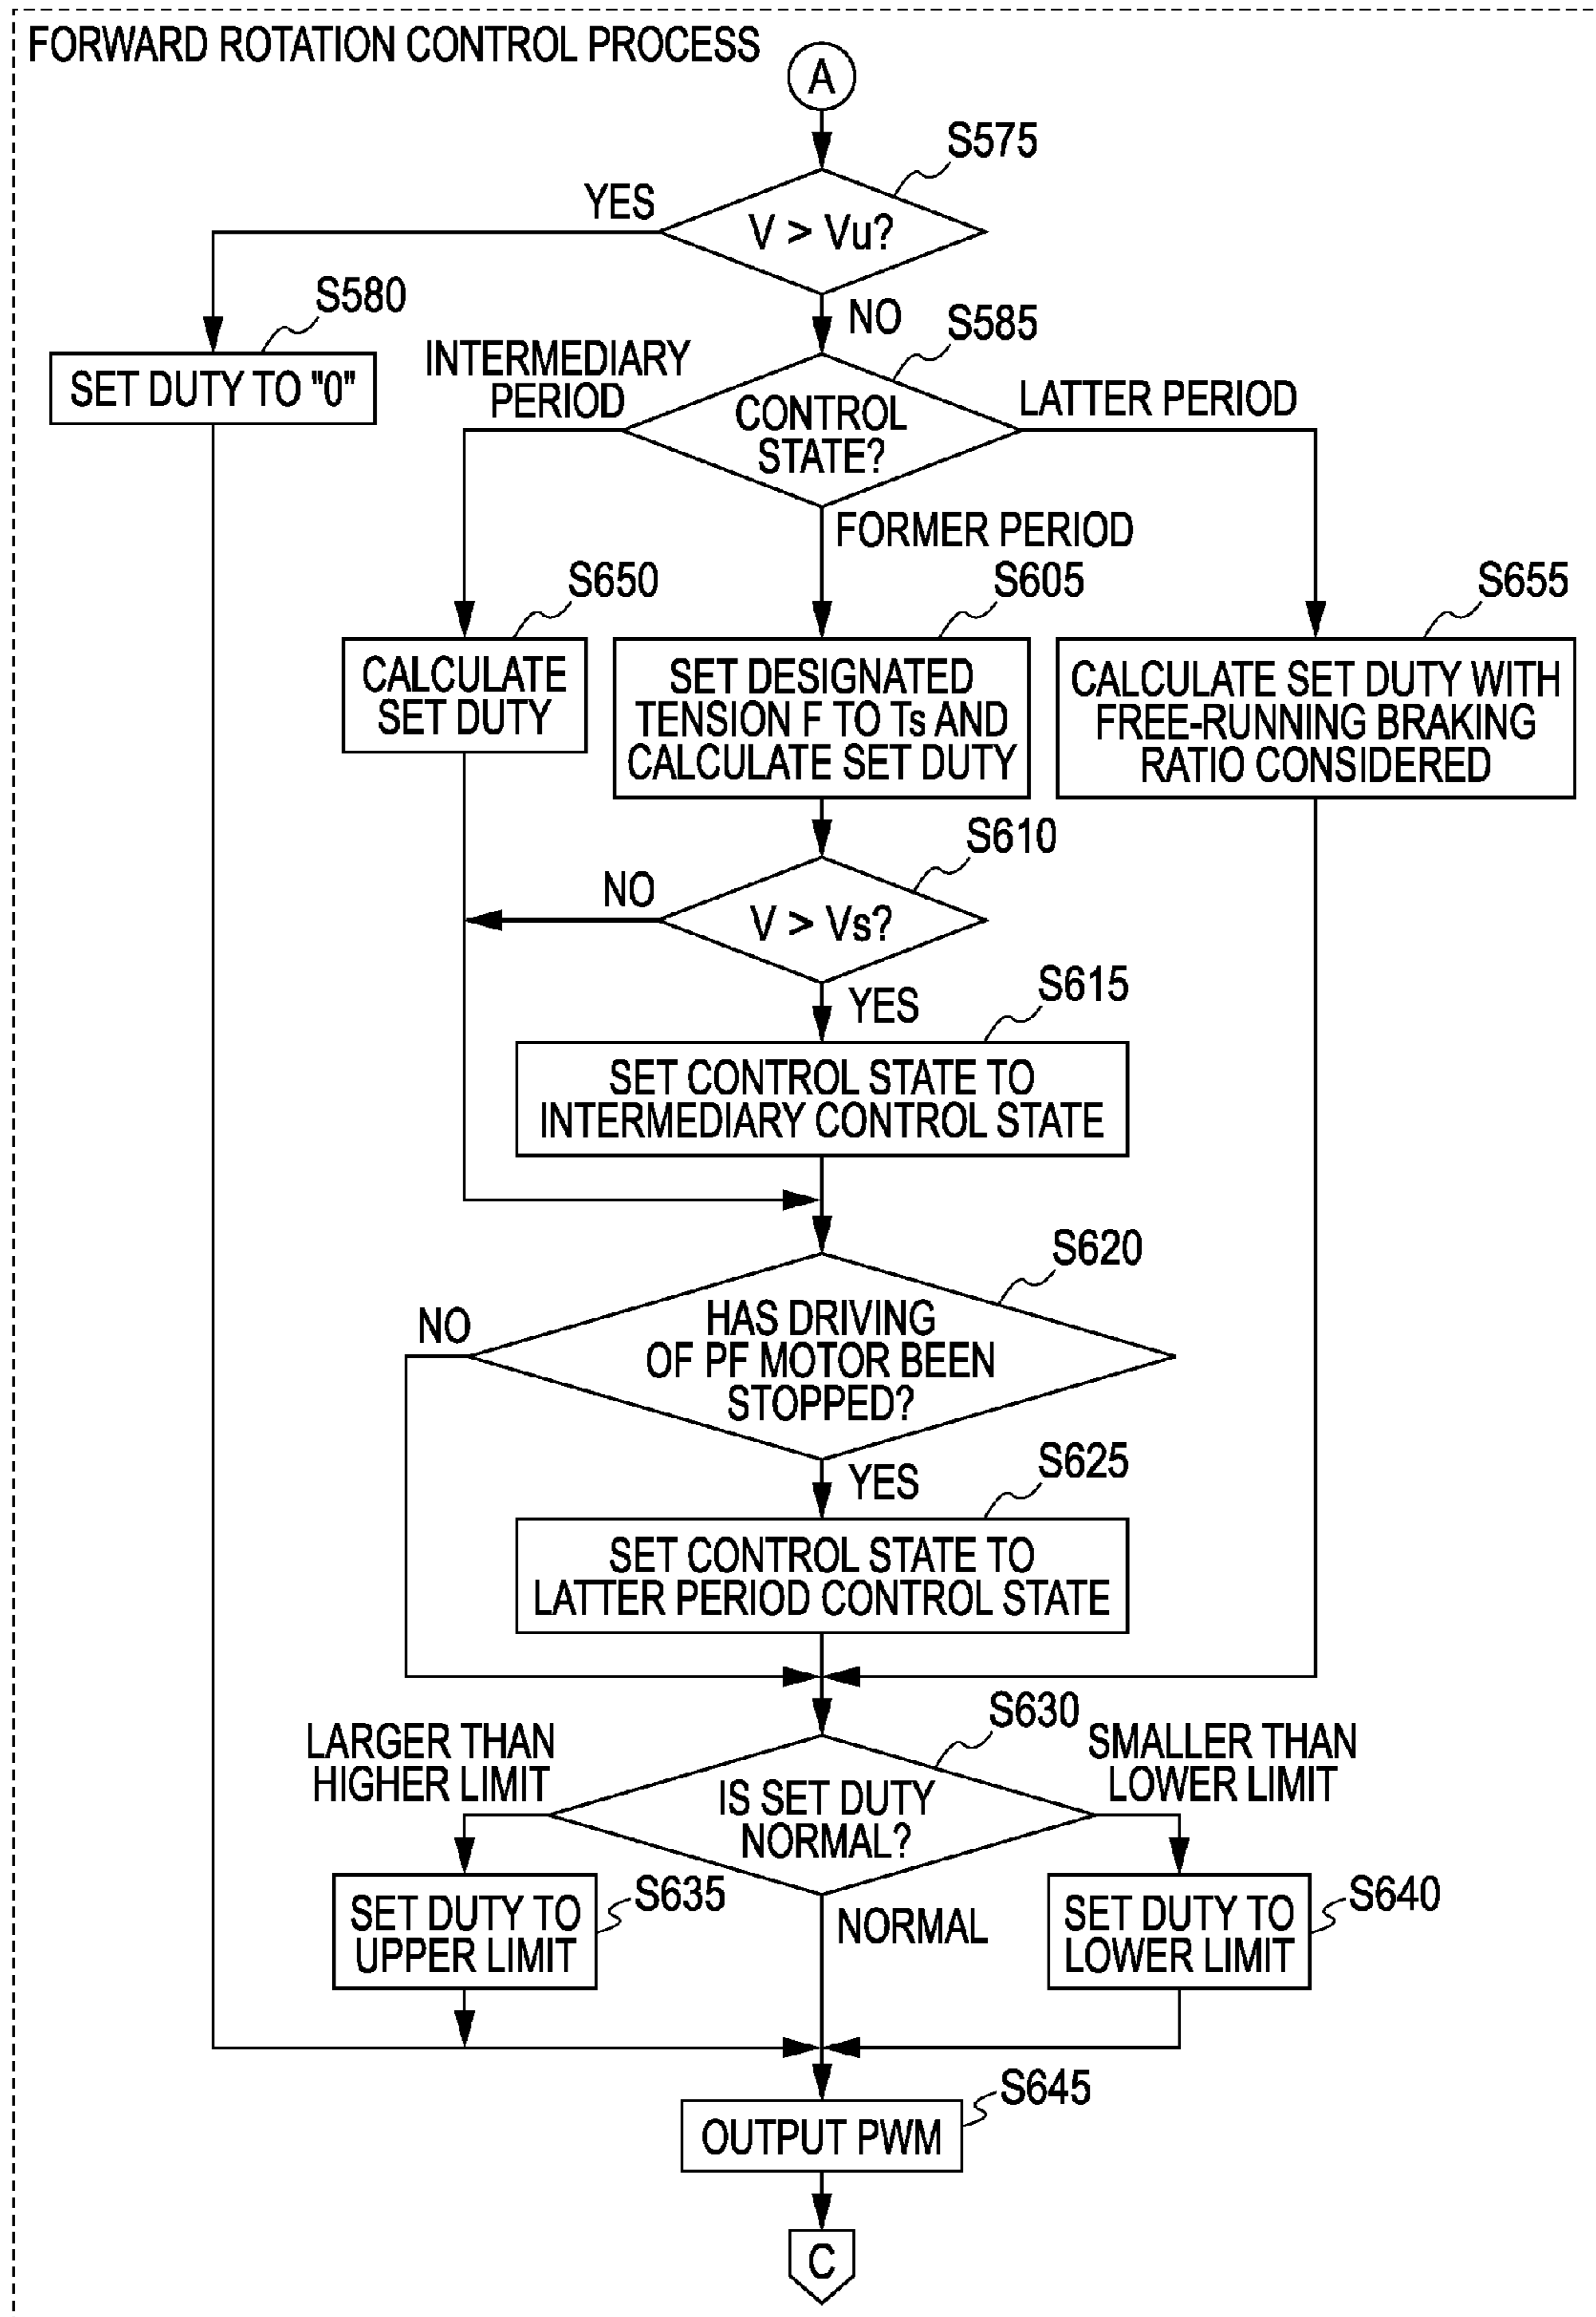 FORWARD ROTATION CONTROL PROCESS
A
S575
YES
V > Vu?
S580
NO
S585
SET DUTY TO "0"
INTERMEDIARY
PERIOD
CONTROL
STATE?
LATTER PERIOD
FORMER PERIOD
S650
S605
S655
CALCULATE
SET DUTY
SET DESIGNATED
TENSION F TO Ts AND
CALCULATE SET DUTY
CALCULATE SET DUTY WITH
FREE-RUNNING BRAKING
RATIO CONSIDERED
S610
NO
V > Vs?
YES
S615
SET CONTROL STATE TO
INTERMEDIARY CONTROL STATE
S620
NO
HAS DRIVING
OF PF MOTOR BEEN
STOPPED?
YES
S625
SET CONTROL STATE TO
LATTER PERIOD CONTROL STATE
S630
LARGER THAN
HIGHER LIMIT
IS SET DUTY
NORMAL?
SMALLER THAN
LOWER LIMIT
SET DUTY TO
UPPER LIMIT
S635
NORMAL
SET DUTY TO
LOWER LIMIT
S640
S645
OUTPUT PWM
C